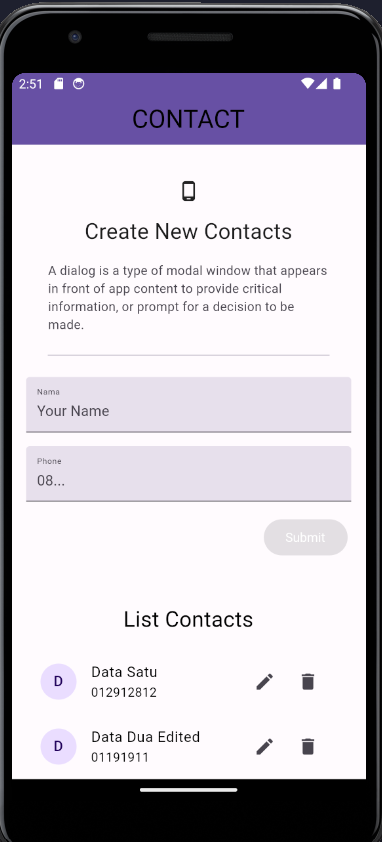 2:51
CONTACT
Create New Contacts
A dialog is a type of modal window that appears
in front of app content to provide critical
information, or prompt for a decision to be
made.
Nama
Your Name
Phone
08...
Submit
List Contacts
D
Data Satu
012912812
D
Data Dua Edited
01191911